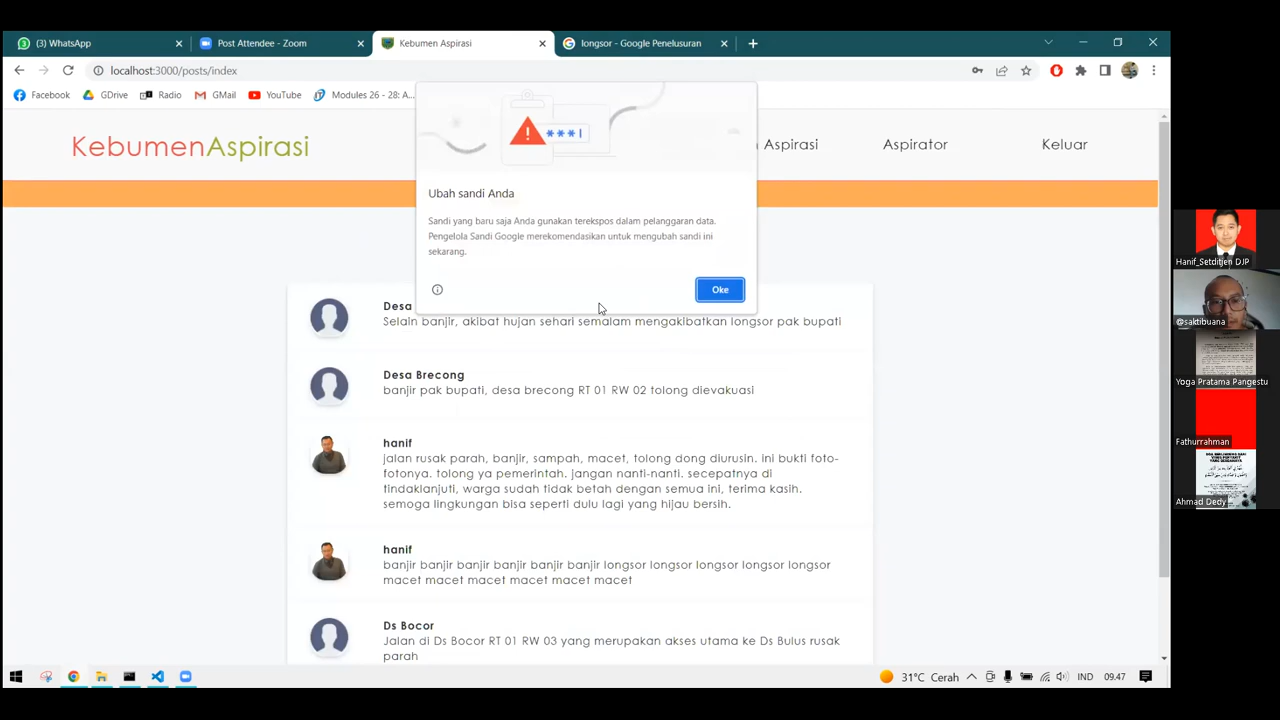 (3) WhatsApp
Post Attendee - Zoom
Kebumen Aspirasi
longsor - Google Penelusuran
localhost:3000/posts/index
Facebook
GDrive
Radio
GMail
YouTube
Modules 26 - 28: A...
KebumenAspirasi
Aspirasi
Aspirator
Keluar
***|
Ubah sandi Anda
Sandi yang baru saja Anda gunakan terekspos dalam pelanggaran data.
Pengelola Sandi Google merekomendasikan untuk mengubah sandi ini
sekarang.
Oke
Desa
Selain banjir, akibat hujan sehari semalam mengakibatkan longsor pak bupati
Desa Brecong
banjir pak bupati, desa brecong RT 01 RW 02 tolong dievakuasi
hanif
jalan rusak parah, banjir, sampah, macet, tolong dong diurusin. ini bukti foto-
fotonya. tolong ya pemerintah. jangan nanti-nanti. secepatnya di
tindaklanjuti, warga sudah tidak betah dengan semua ini, terima kasih.
semoga lingkungan bisa seperti dulu lagi yang hijau bersih.
hanif
banjir banjir banjir banjir banjir banjir longsor longsor longsor longsor longsor
macet macet macet macet macet macet
Ds Bocor
Jalan di Ds Bocor RT 01 RW 03 yang merupakan akses utama ke Ds Bulus rusak
parah
Hanif_Setditjen DJP
@saktibuana
Yoga Pratama Pangestu
Fathurrahman
Ahmad Dedy
31°C Cerah
IND
09.47